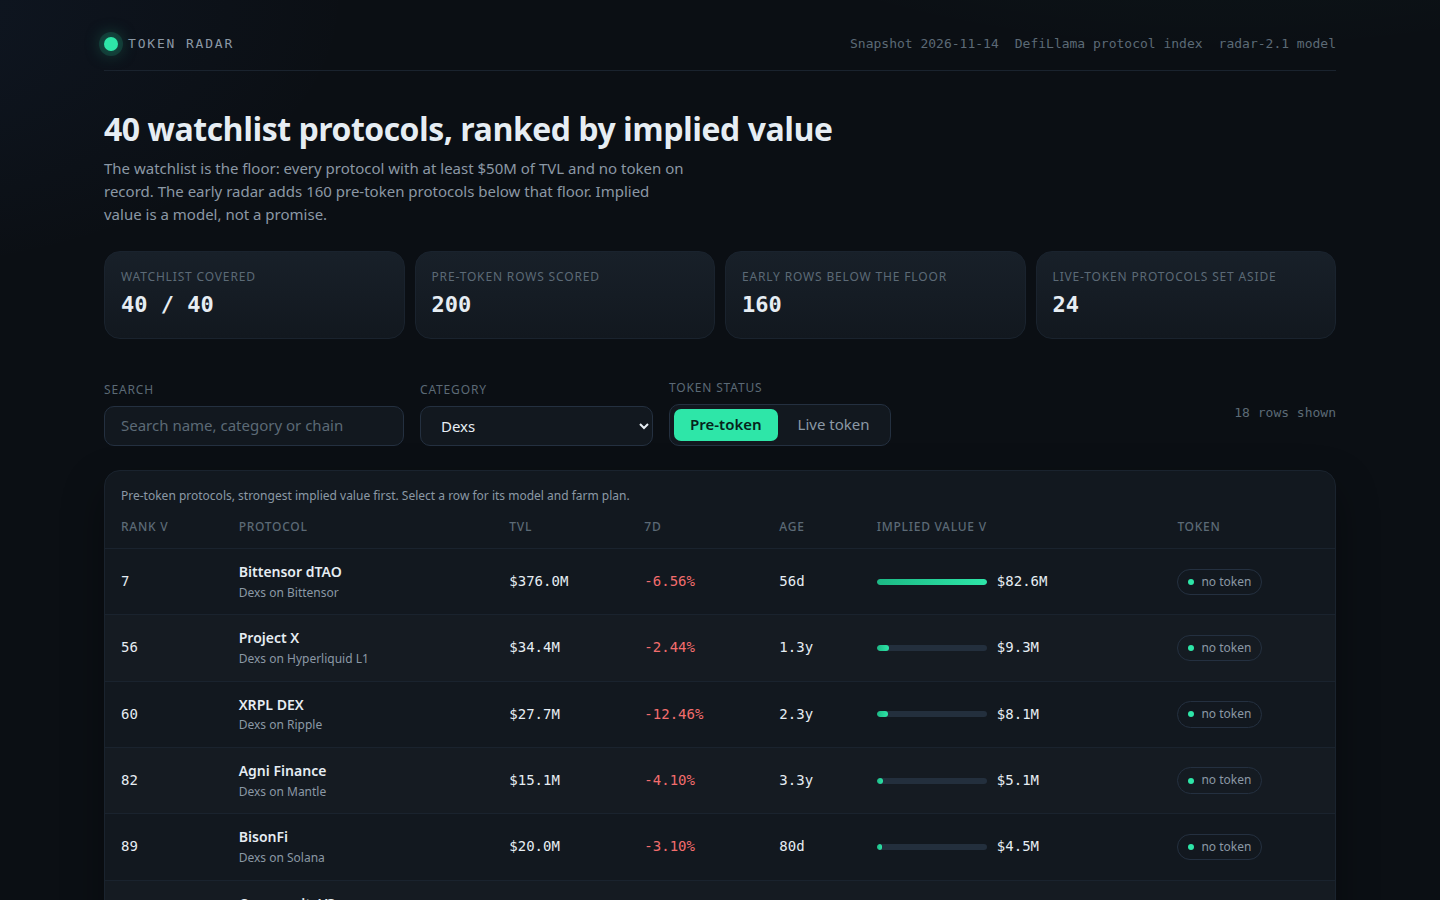 TOKEN RADAR
Snapshot 2026-11-14 DefiLlama protocol index radar-2.1 model
40 watchlist protocols, ranked by implied value
The watchlist is the floor: every protocol with at least $50M of TVL and no token on
record. The early radar adds 160 pre-token protocols below that floor. Implied
value is a model, not a promise.
WATCHLIST COVERED
40 / 40
PRE-TOKEN ROWS SCORED
200
EARLY ROWS BELOW THE FLOOR
160
LIVE-TOKEN PROTOCOLS SET ASIDE
24
SEARCH
Search name, category or chain
CATEGORY
Dexs
TOKEN STATUS
Pre-token Live token
18 rows shown
Pre-token protocols, strongest implied value first. Select a row for its model and farm plan.
RANK V PROTOCOL TVL 7D AGE IMPLIED VALUE V TOKEN
7 Bittensor dTAO $376.0M -6.56% 56d $82.6M no token
Dexs on Bittensor
56 Project X $34.4M -2.44% 1.3y $9.3M no token
Dexs on Hyperliquid L1
60 XRPL DEX $27.7M -12.46% 2.3y $8.1M no token
Dexs on Ripple
82 Agni Finance $15.1M -4.10% 3.3y $5.1M no token
Dexs on Mantle
89 BisonFi $20.0M -3.10% 80d $4.5M no token
Dexs on Solana